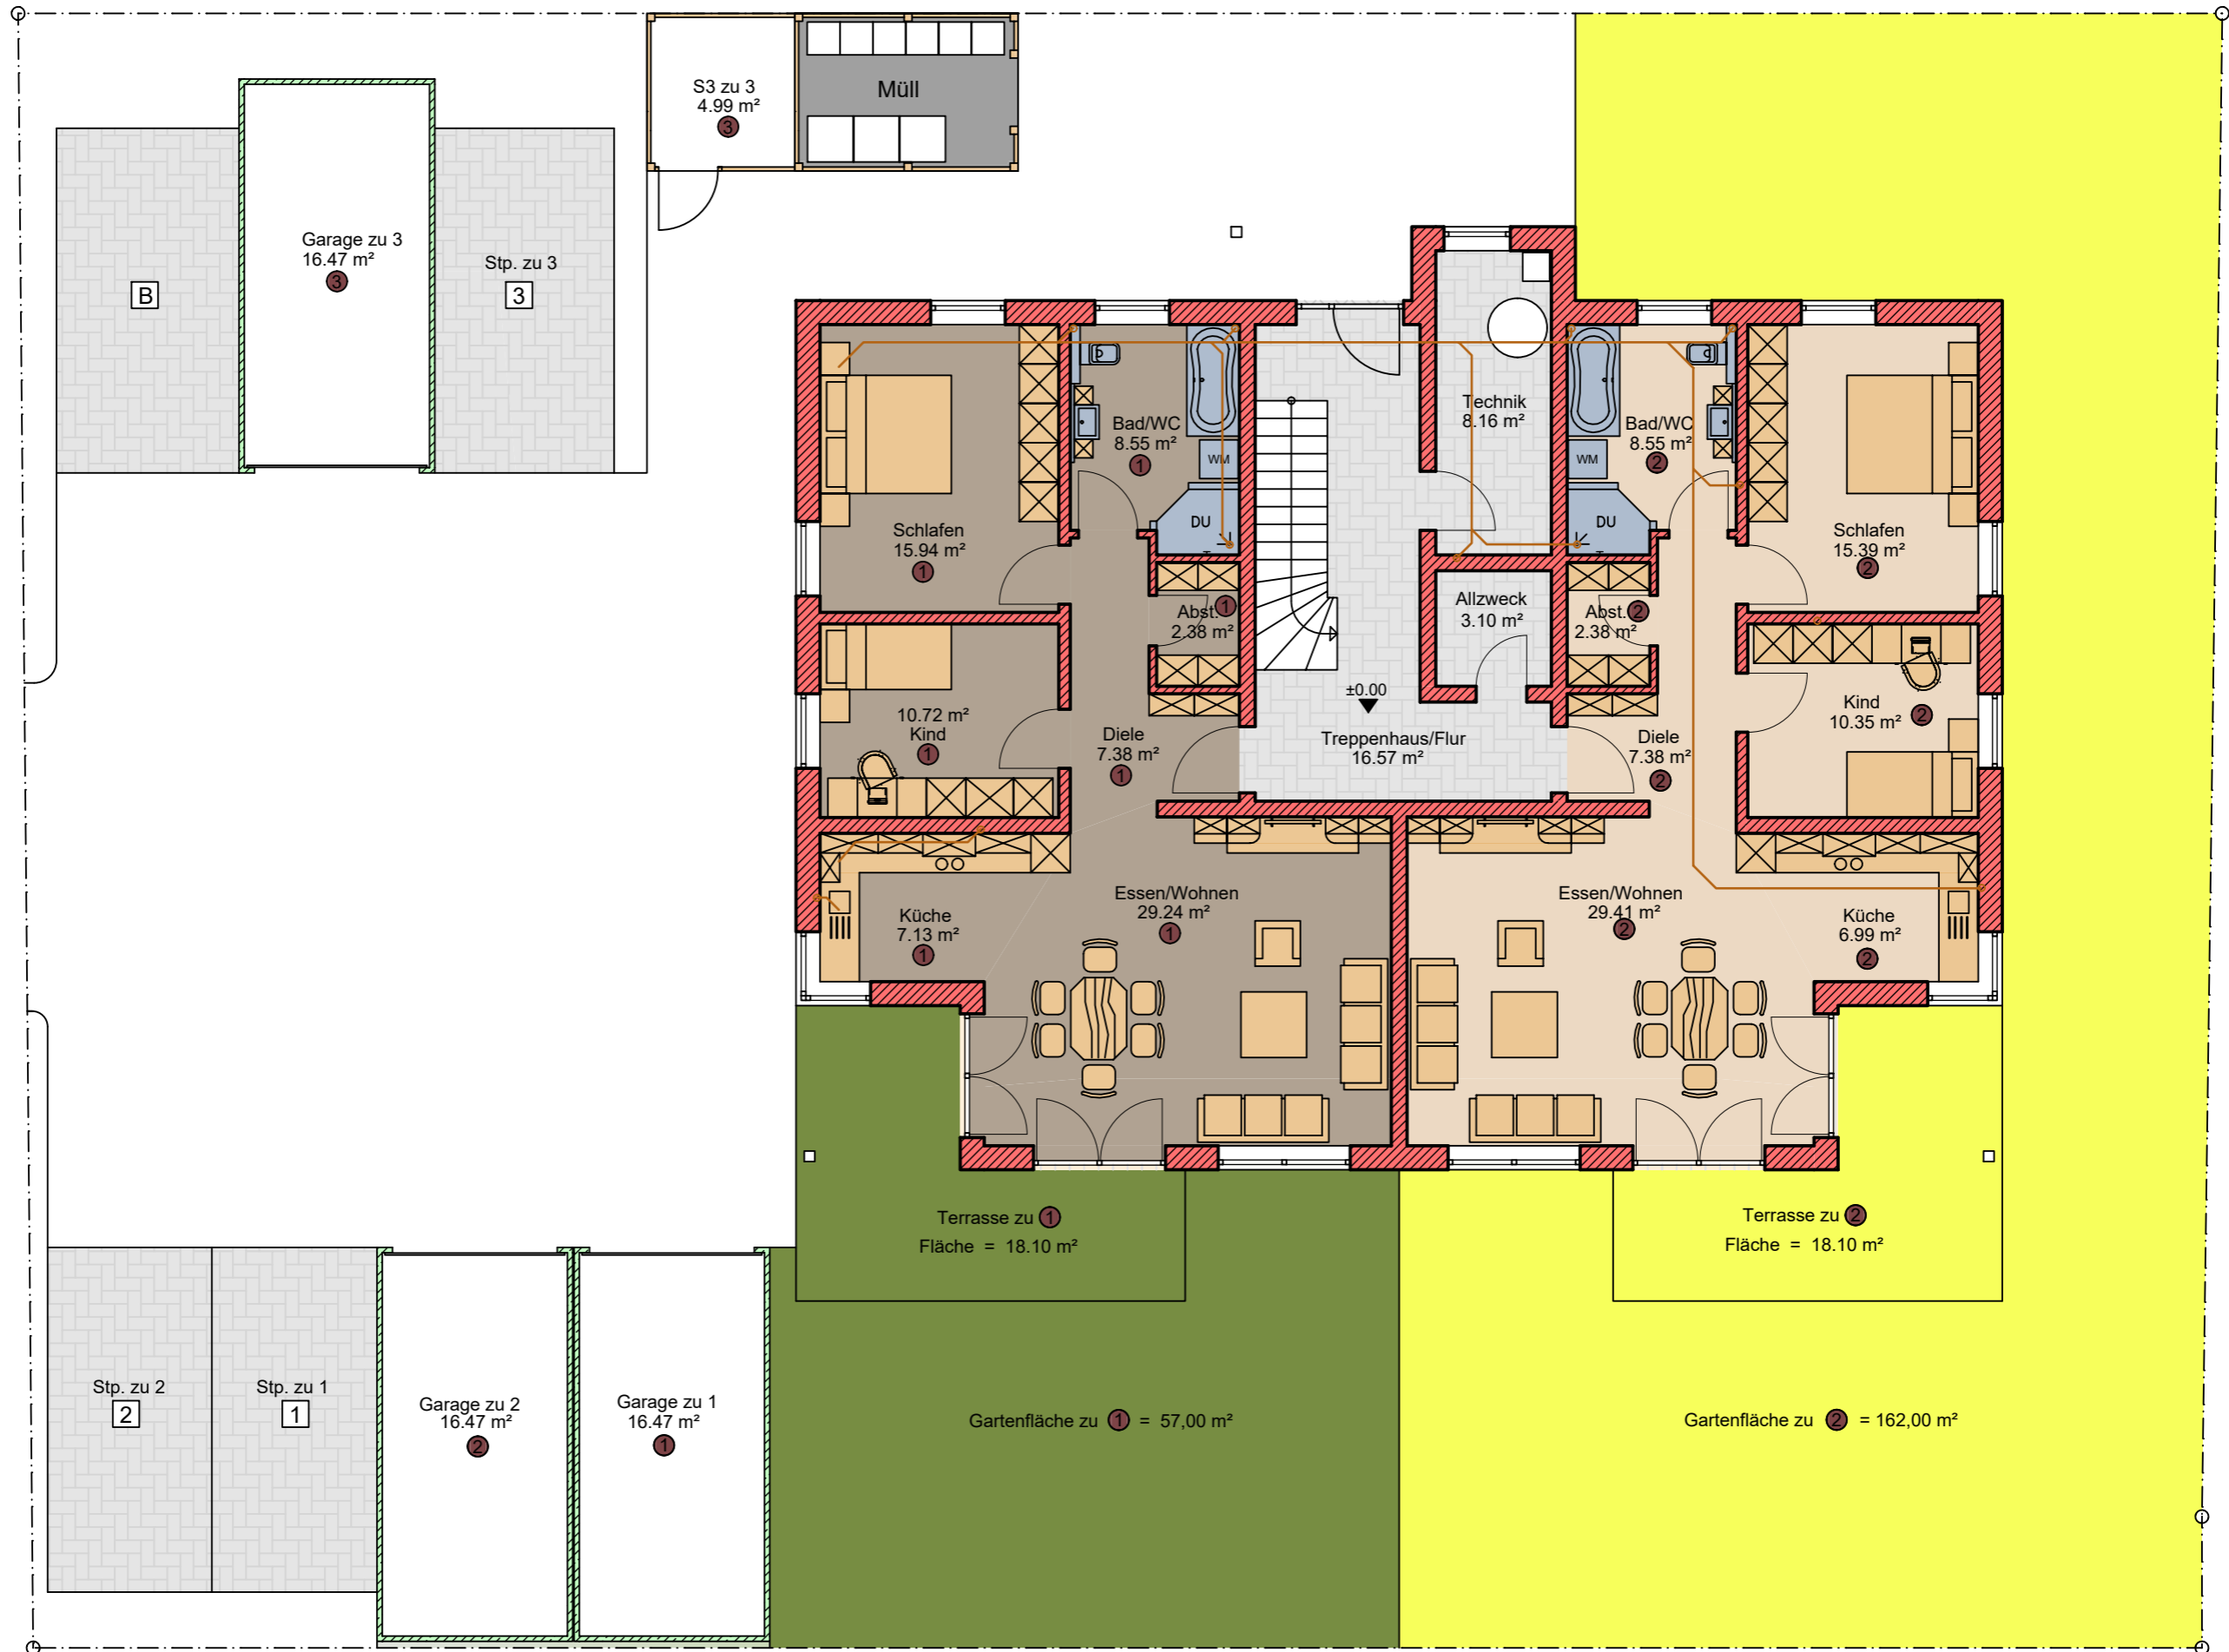 S3 zu 3
4.99 m²
3
Müll
Garage zu 3
16.47 m²
3
B
Stp. zu 3
3
Technik
8.16 m²
Bad/WC
8.55 m²
1
WM
DU
Bad/WC
8.55 m²
2
WM
DU
Schlafen
15.94 m²
1
Schlafen
15.39 m²
2
Abst.
1
2.38 m²
Allzweck
3.10 m²
Abst.
2
2.38 m²
±0.00
10.72 m²
Kind
1
Diele
7.38 m²
1
Treppenhaus/Flur
16.57 m²
Diele
7.38 m²
2
Kind
10.35 m²
2
Küche
7.13 m²
1
Essen/Wohnen
29.24 m²
1
Essen/Wohnen
29.41 m²
2
Küche
6.99 m²
2
Terrasse zu 1
Fläche = 18.10 m²
Terrasse zu 2
Fläche = 18.10 m²
Stp. zu 2
2
Stp. zu 1
1
Garage zu 2
16.47 m²
2
Garage zu 1
16.47 m²
1
Gartenfläche zu 1 = 57,00 m²
Gartenfläche zu 2 = 162,00 m²